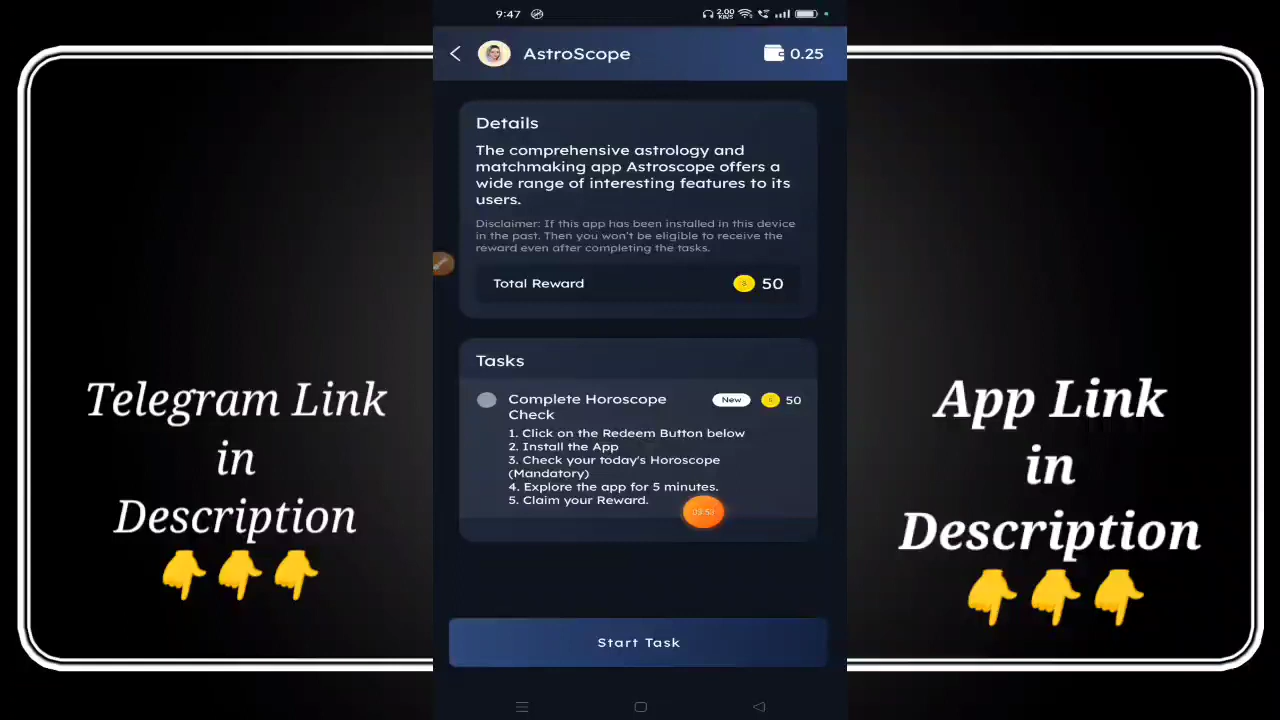 9:47
2.00
KB/S
AstroScope
0.25
Details
The comprehensive astrology and
matchmaking app Astroscope offers a
wide range of interesting features to its
users.
Disclaimer: If this app has been installed in this device
in the past. Then you won't be eligible to receive the
reward even after completing the tasks.
Total Reward
50
Tasks
Complete Horoscope
Check
New
50
1. Click on the Redeem Button below
2. Install the App
3. Check your today's Horoscope
(Mandatory)
4. Explore the app for 5 minutes.
5. Claim your Reward.
Start Task
Telegram Link
in
Description
App Link
in
Description